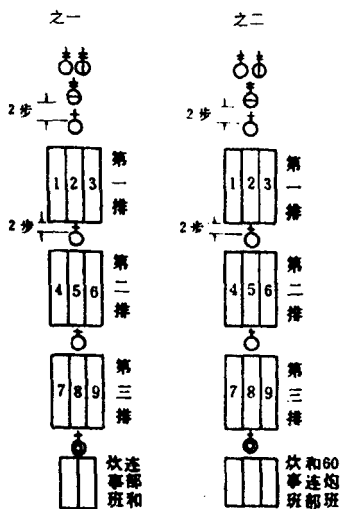 之一
2步
1 2 3
第一排
2步
4 5 6
第二排
7 8 9
第三排
连部和
炊事班
之二
2步
1 2 3
第一排
2步
4 5 6
第二排
7 8 9
第三排
60炮班
和连部
炊事班